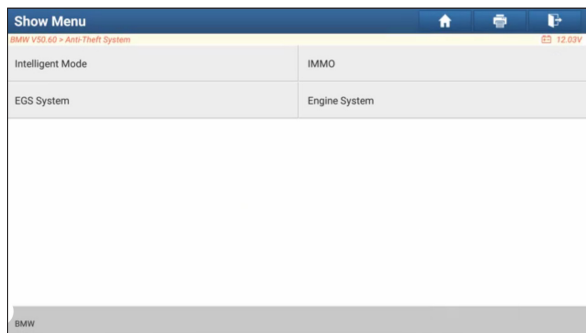 Show Menu
BMW V50.60 > Anti-Theft System
12.03V
Intelligent Mode
IMMO
EGS System
Engine System
BMW